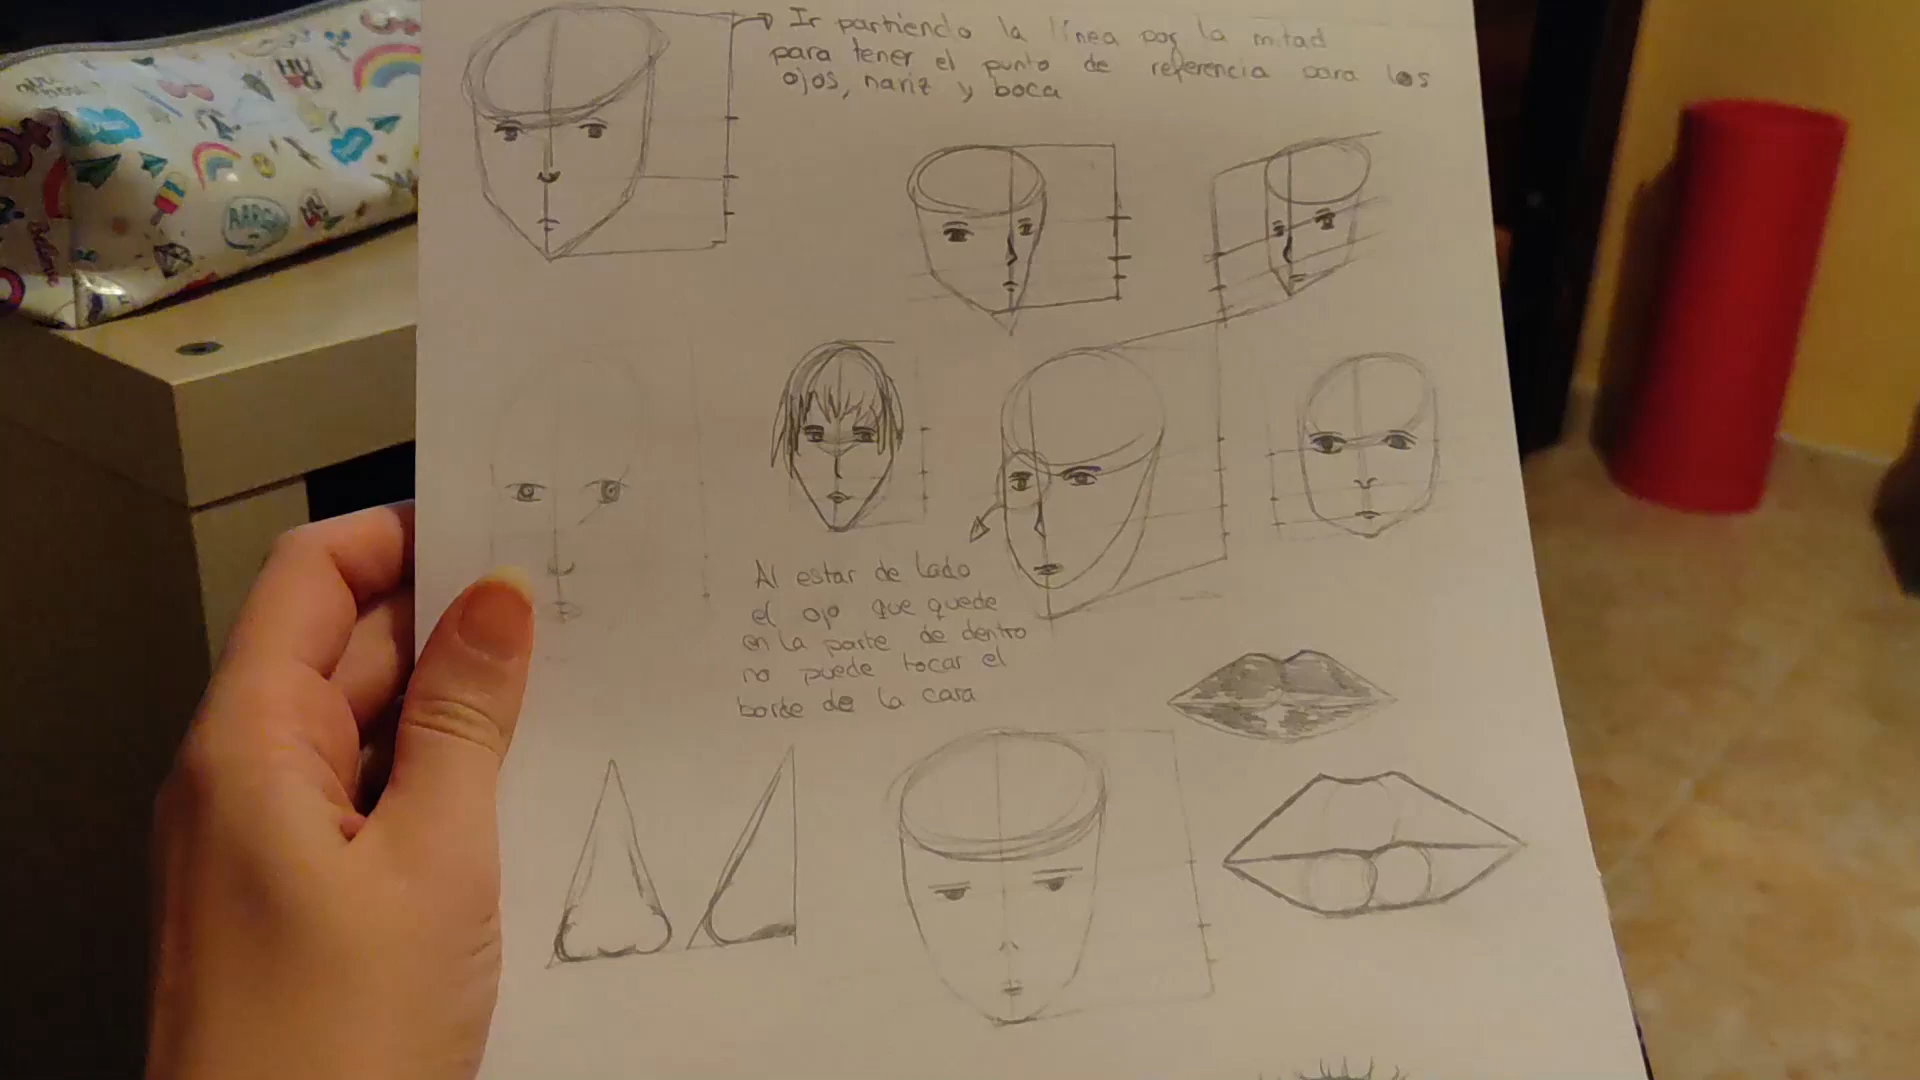 Ir partiendo la línea por la mitad
para tener el punto de referencia para los
ojos, nariz y boca
Al estar de lado
el ojo que quede
en la parte de dentro
no puede tocar el
borde de la cara
AARGH